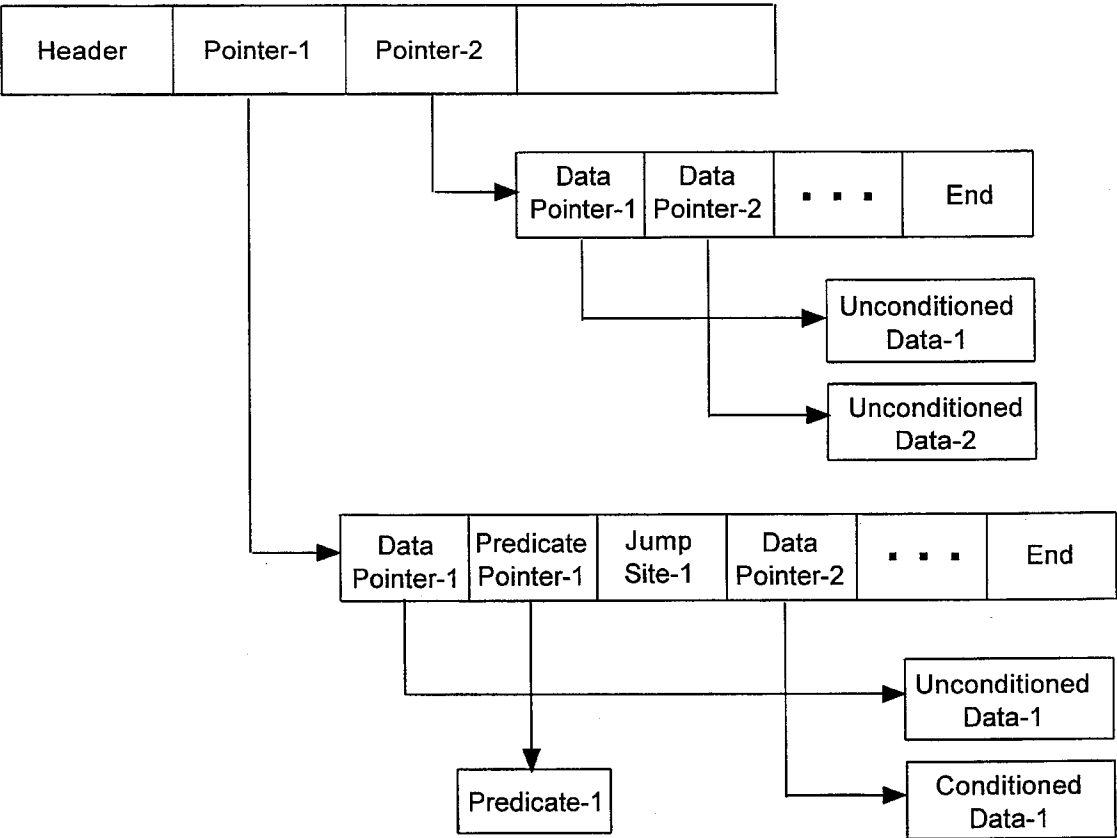 Header
Pointer-1
Pointer-2
Data
Pointer-1
Data
Pointer-2
. . .
End
Unconditioned
Data-1
Unconditioned
Data-2
Data
Pointer-1
Predicate
Pointer-1
Jump
Site-1
Data
Pointer-2
. . .
End
Unconditioned
Data-1
Predicate-1
Conditioned
Data-1